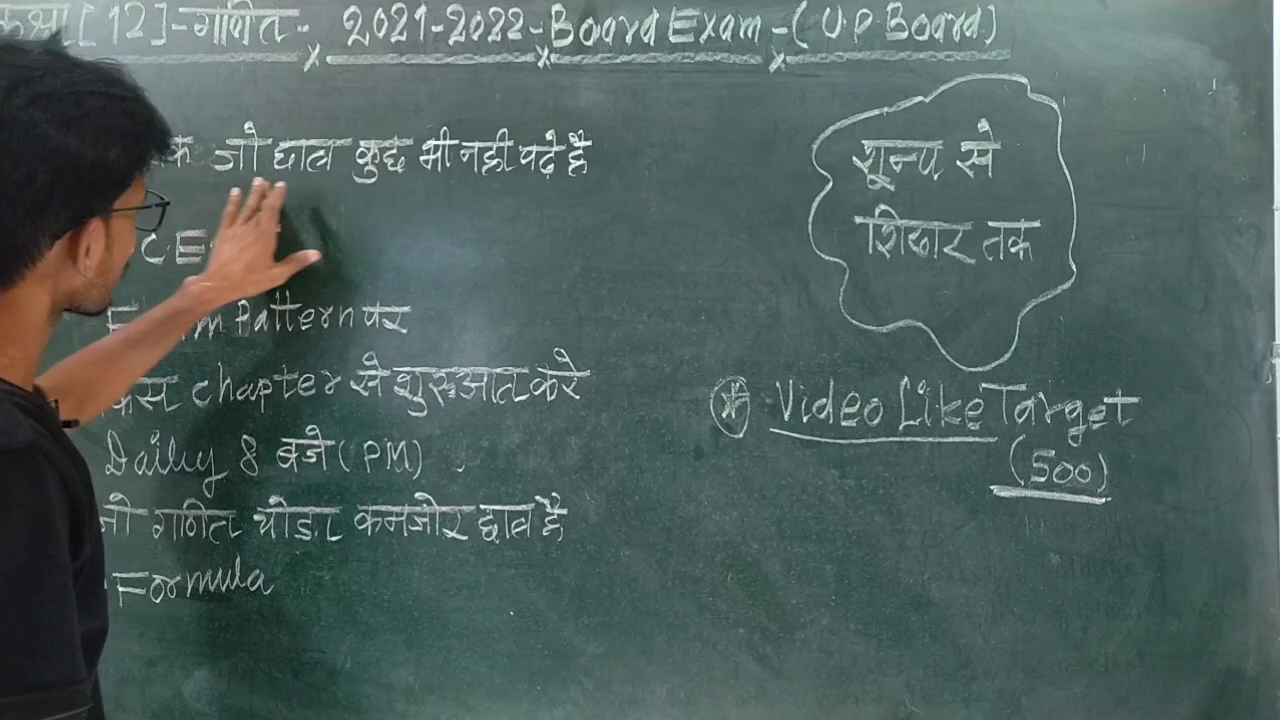 कक्षा [12]-गणित- 2021-2022-Board Exam-(UP Board)
जो छात्र कुछ भी नही पढ़े है
शून्य से
शिखर तक
Pattern पर
किस chapter से शुरुआत करे
Video Like Target
(500)
Daily 8 बजे (PM)
जो गणित थोड़ा कमजोर छात्र है
Formula